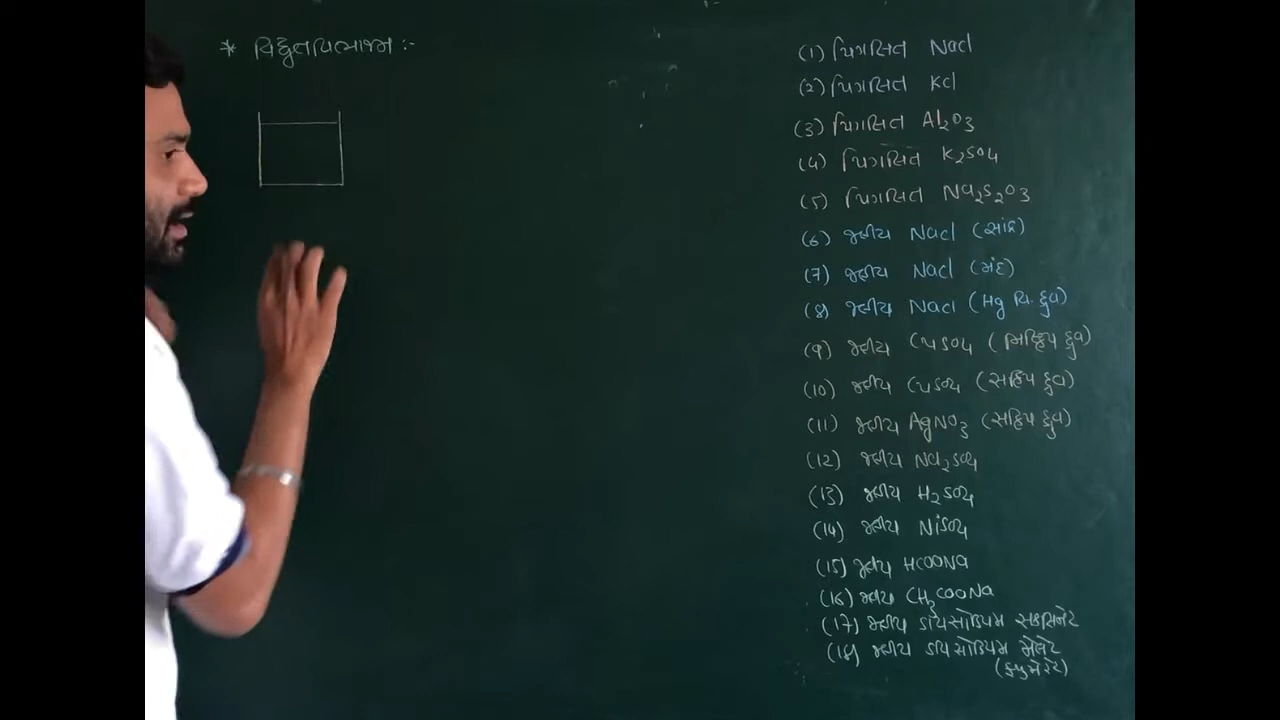 * વિદ્યુતવિભાજન :-
(1) પિગલિત Nacl
(2) પિગલિત Kcl
(3) પિગલિત Al2O3
(4) પિગલિત K2SO4
(5) પિગલિત Na2S2O3
(6) જલીય Nacl (સાંદ્ર)
(7) જલીય Nacl (મંદ)
(8) જલીય Nacl (Hg વિ. ધ્રુવ)
(9) જલીય CuSO4 (નિષ્ક્રિય ધ્રુવ)
(10) જલીય CuSO4 (સક્રિય ધ્રુવ)
(11) જલીય AgNO3 (સક્રિય ધ્રુવ)
(12) જલીય Na2SO4
(13) જલીય H2SO4
(14) જલીય NiSO4
(15) જલીય HCOONa
(16) જલીય CH3COONa
(17) જલીય ડાયસોડિયમ સકસિનેટ
(18) જલીય ડાયસોડિયમ મેલેટ
(ફ્યુમેરેટ)